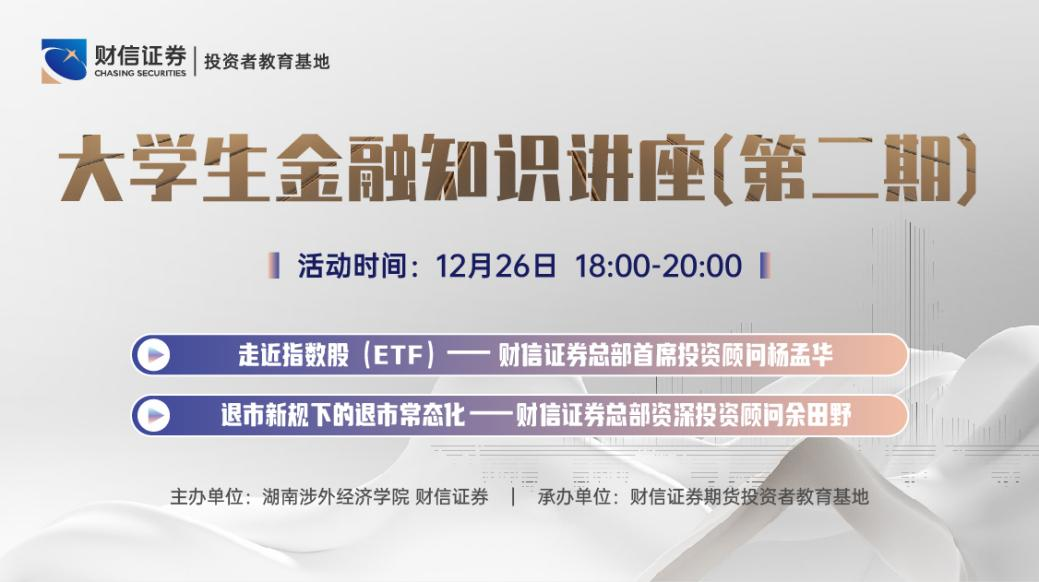 财信证券 CHASING SECURITIES | 投资者教育基地
大学生金融知识讲座(第二期)
活动时间：12月26日 18:00-20:00
走近指数股（ETF）—— 财信证券总部首席投资顾问杨孟华
退市新规下的退市常态化——财信证券总部资深投资顾问余田野
主办单位：湖南涉外经济学院 财信证券 | 承办单位：财信证券期货投资者教育基地